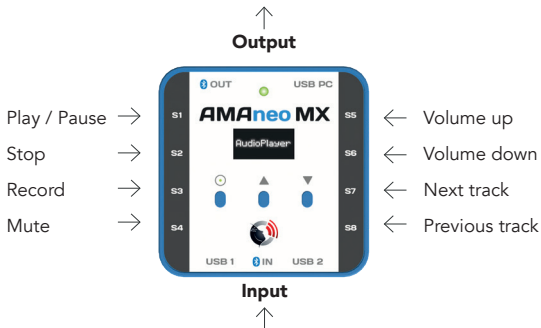 Output
OUT USB PC
Play / Pause S1 AMAneo MX S5 Volume up
AudioPlayer
Stop S2 S6 Volume down
Record S3 S7 Next track
Mute S4 S8 Previous track
USB 1 IN USB 2
Input